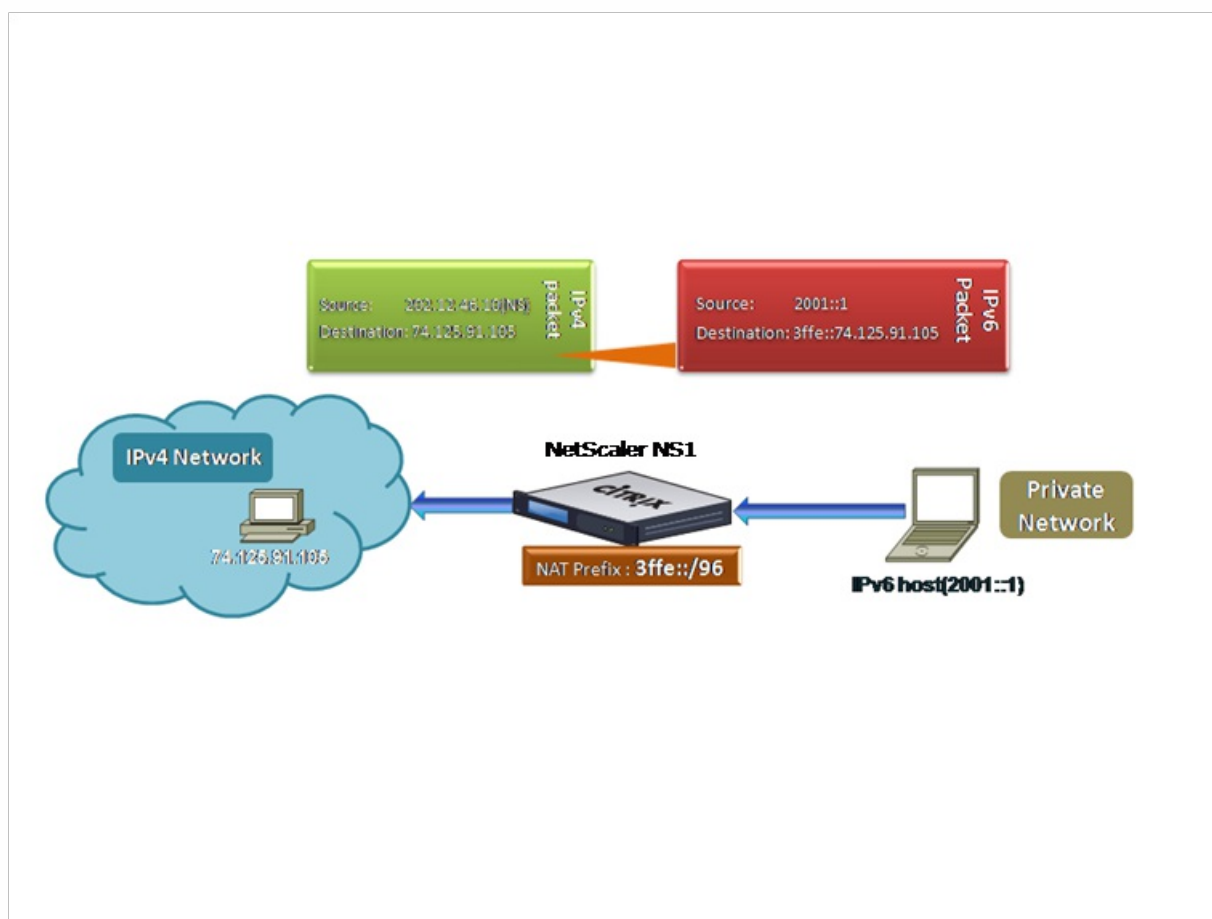 IPv4
packet
Source: 202.12.46.10(NS)
Destination: 74.125.91.105
IPv6
Packet
Source: 2001::1
Destination: 3ffe::74.125.91.105
IPv4 Network
74.125.91.105
NetScaler NS1
CITRIX
NAT Prefix : 3ffe::/96
Private
Network
IPv6 host(2001::1)